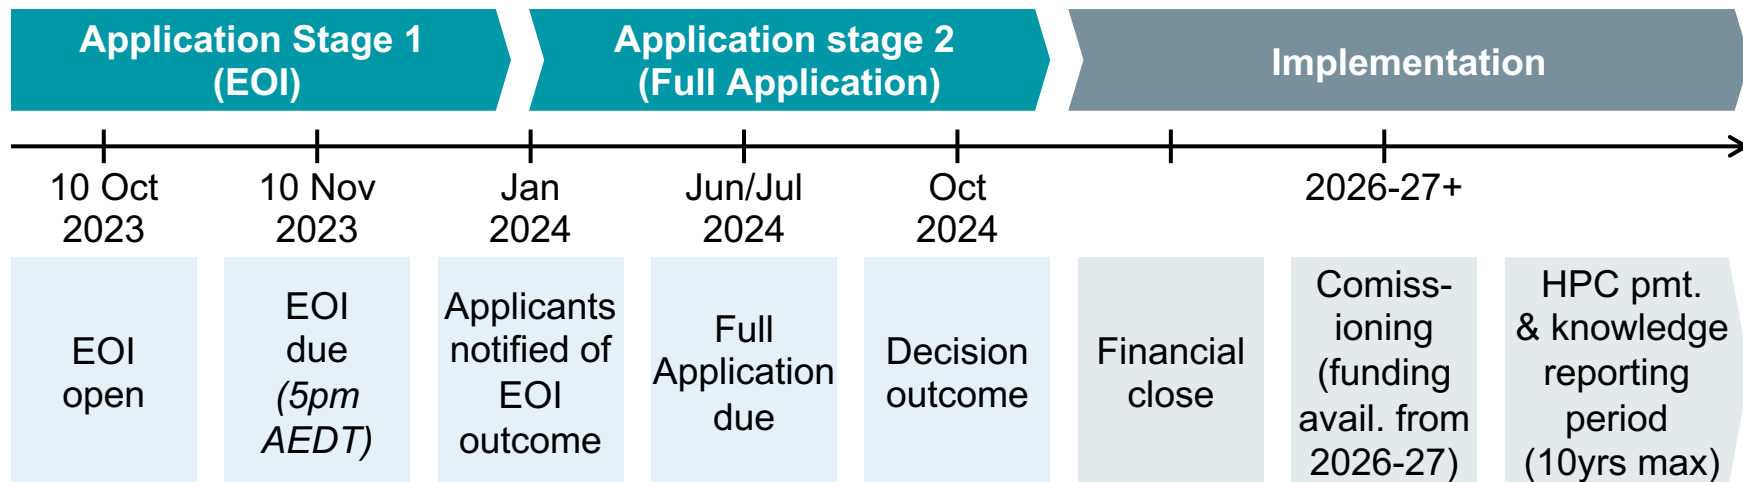 Application Stage 1
(EOI)
Application stage 2
(Full Application)
Implementation
10 Oct
2023
10 Nov
2023
Jan
2024
Jun/Jul
2024
Oct
2024
2026-27+
EOI
open
EOI
due
(5pm
AEDT)
Applicants
notified of
EOI
outcome
Full
Application
due
Decision
outcome
Financial
close
Comiss-
ioning
(funding
avail. from
2026-27)
HPC pmt.
& knowledge
reporting
period
(10yrs max)